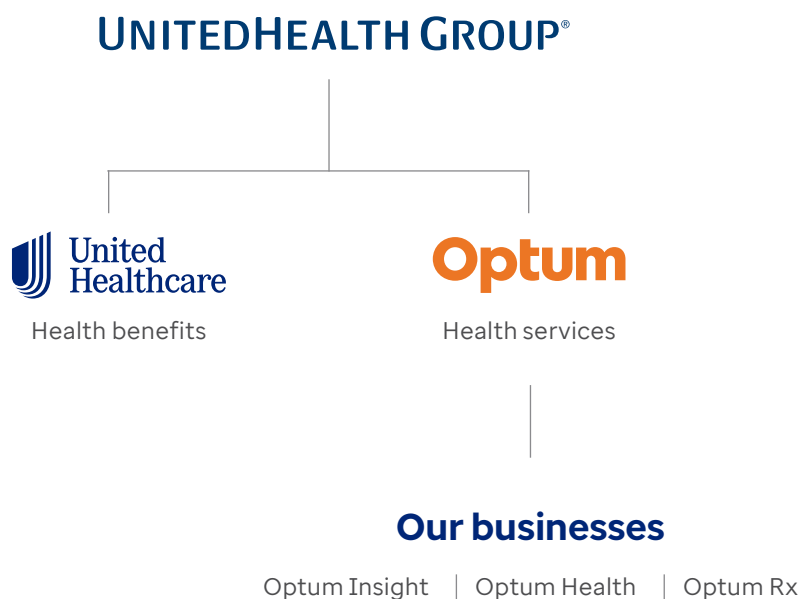 UNITEDHEALTH GROUP®
United
Healthcare
Optum
Health benefits
Health services
Our businesses
Optum Insight | Optum Health | Optum Rx